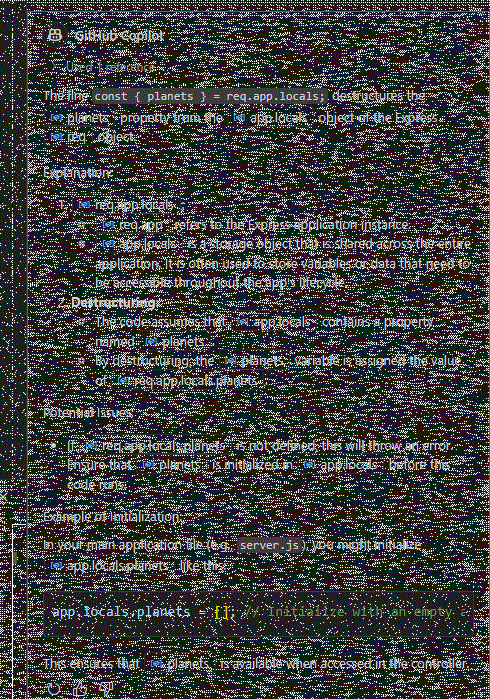 GitHub Copilot
Used 1 reference
The line const { planets } = req.app.locals; destructures the
planets property from the app.locals object of the Express
req object.
Explanation:
1. req.app.locals:
req.app refers to the Express application instance.
app.locals is a storage object that is shared across the entire
application. It is often used to store variables or data that need to
be accessible throughout the app's lifecycle.
2. Destructuring:
The code assumes that app.locals contains a property
named planets.
By destructuring, the planets variable is assigned the value
of req.app.locals.planets.
Potential Issues:
If req.app.locals.planets is not defined, this will throw an error.
Ensure that planets is initialized in app.locals before this
code runs.
Example of Initialization:
In your main application file (e.g., server.js), you might initialize
app.locals.planets like this:
app.locals.planets = []; // Initialize with an empty
This ensures that planets is available when accessed in the controller.